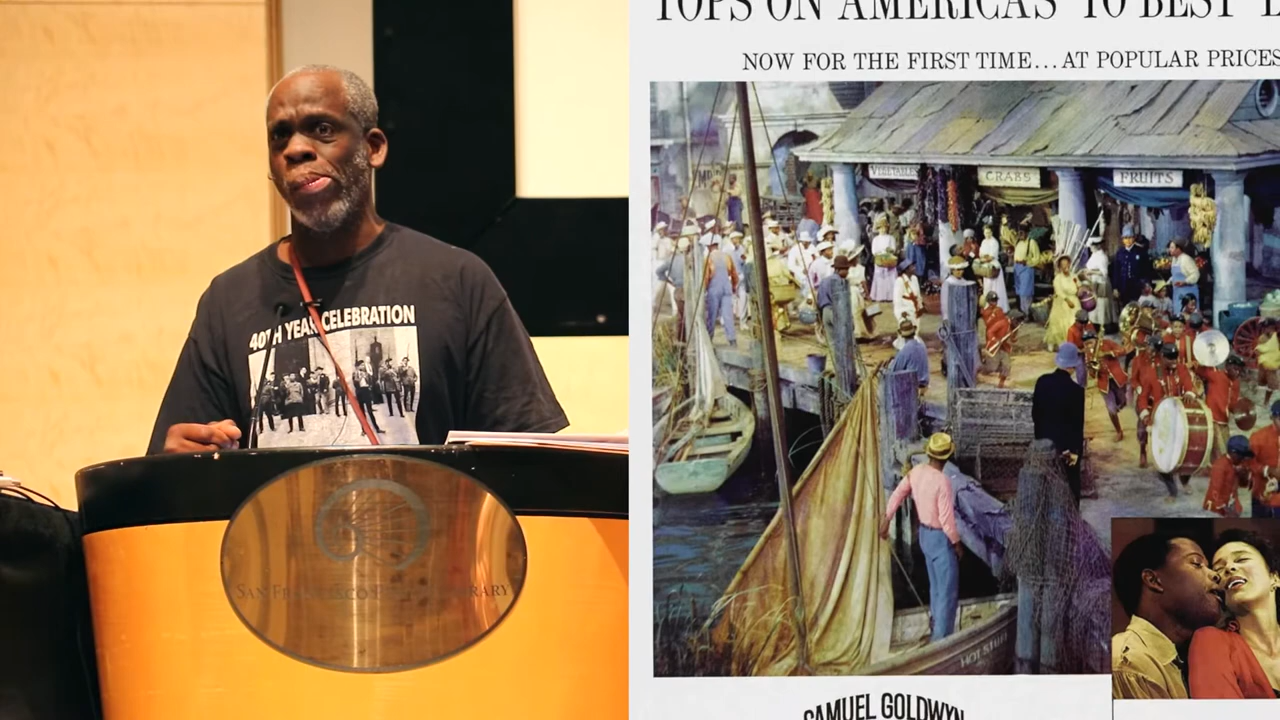 40TH YEAR CELEBRATION
SAN FRANCISCO PUBLIC LIBRARY
TOPS ON AMERICA'S '10 BEST'
NOW FOR THE FIRST TIME...AT POPULAR PRICES
VEGETABLES
CRABS
FRUITS
SAMUEL GOLDWYN